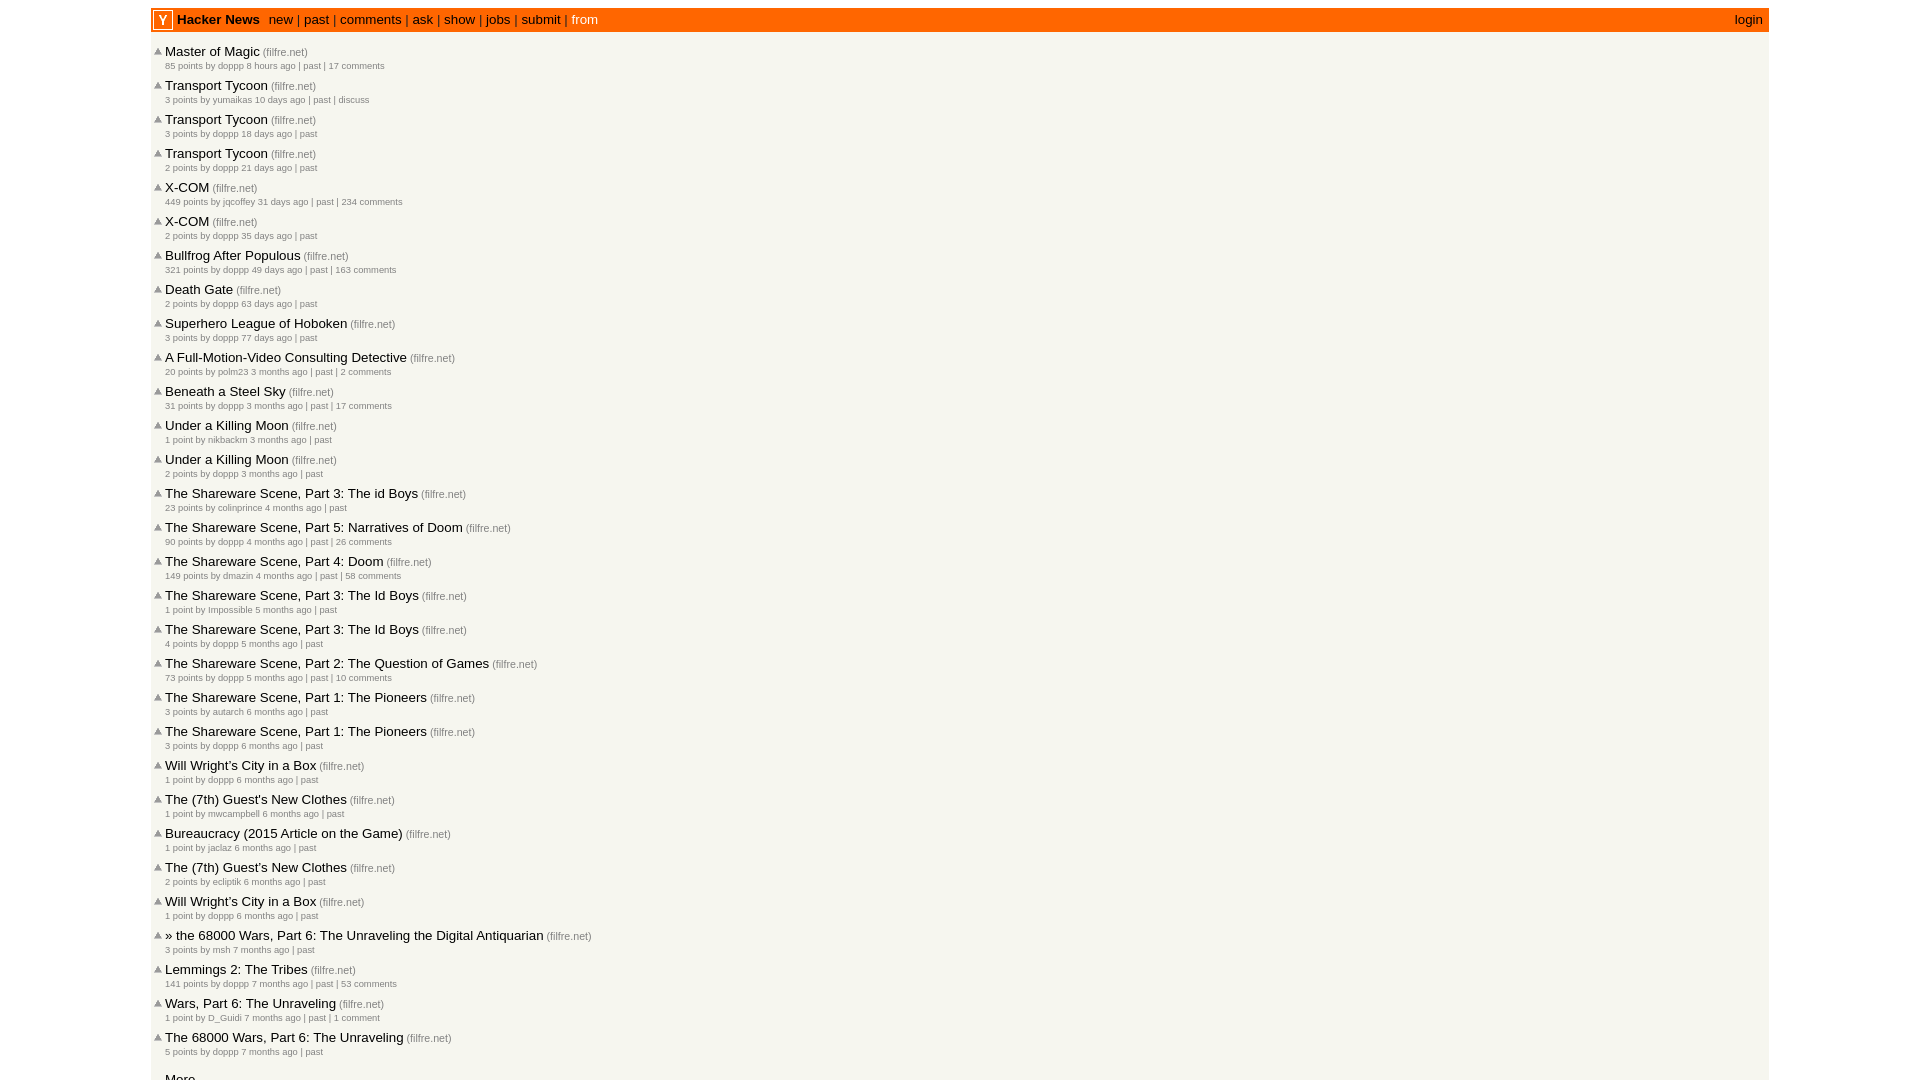 Y Hacker News new | past | comments | ask | show | jobs | submit | from login
Master of Magic (filfre.net)
85 points by doppp 8 hours ago | past | 17 comments
Transport Tycoon (filfre.net)
3 points by yumaikas 10 days ago | past | discuss
Transport Tycoon (filfre.net)
3 points by doppp 18 days ago | past
Transport Tycoon (filfre.net)
2 points by doppp 21 days ago | past
X-COM (filfre.net)
449 points by jqcoffey 31 days ago | past | 234 comments
X-COM (filfre.net)
2 points by doppp 35 days ago | past
Bullfrog After Populous (filfre.net)
321 points by doppp 49 days ago | past | 163 comments
Death Gate (filfre.net)
2 points by doppp 63 days ago | past
Superhero League of Hoboken (filfre.net)
3 points by doppp 77 days ago | past
A Full-Motion-Video Consulting Detective (filfre.net)
20 points by polm23 3 months ago | past | 2 comments
Beneath a Steel Sky (filfre.net)
31 points by doppp 3 months ago | past | 17 comments
Under a Killing Moon (filfre.net)
1 point by nikbackm 3 months ago | past
Under a Killing Moon (filfre.net)
2 points by doppp 3 months ago | past
The Shareware Scene, Part 3: The id Boys (filfre.net)
23 points by colinprince 4 months ago | past
The Shareware Scene, Part 5: Narratives of Doom (filfre.net)
90 points by doppp 4 months ago | past | 26 comments
The Shareware Scene, Part 4: Doom (filfre.net)
149 points by dmazin 4 months ago | past | 58 comments
The Shareware Scene, Part 3: The Id Boys (filfre.net)
1 point by Impossible 5 months ago | past
The Shareware Scene, Part 3: The Id Boys (filfre.net)
4 points by doppp 5 months ago | past
The Shareware Scene, Part 2: The Question of Games (filfre.net)
73 points by doppp 5 months ago | past | 10 comments
The Shareware Scene, Part 1: The Pioneers (filfre.net)
3 points by autarch 6 months ago | past
The Shareware Scene, Part 1: The Pioneers (filfre.net)
3 points by doppp 6 months ago | past
Will Wright’s City in a Box (filfre.net)
1 point by doppp 6 months ago | past
The (7th) Guest's New Clothes (filfre.net)
1 point by mwcampbell 6 months ago | past
Bureaucracy (2015 Article on the Game) (filfre.net)
1 point by jaclaz 6 months ago | past
The (7th) Guest’s New Clothes (filfre.net)
2 points by ecliptik 6 months ago | past
Will Wright’s City in a Box (filfre.net)
1 point by doppp 6 months ago | past
» the 68000 Wars, Part 6: The Unraveling the Digital Antiquarian (filfre.net)
3 points by msh 7 months ago | past
Lemmings 2: The Tribes (filfre.net)
141 points by doppp 7 months ago | past | 53 comments
Wars, Part 6: The Unraveling (filfre.net)
1 point by D_Guidi 7 months ago | past | 1 comment
The 68000 Wars, Part 6: The Unraveling (filfre.net)
5 points by doppp 7 months ago | past
More